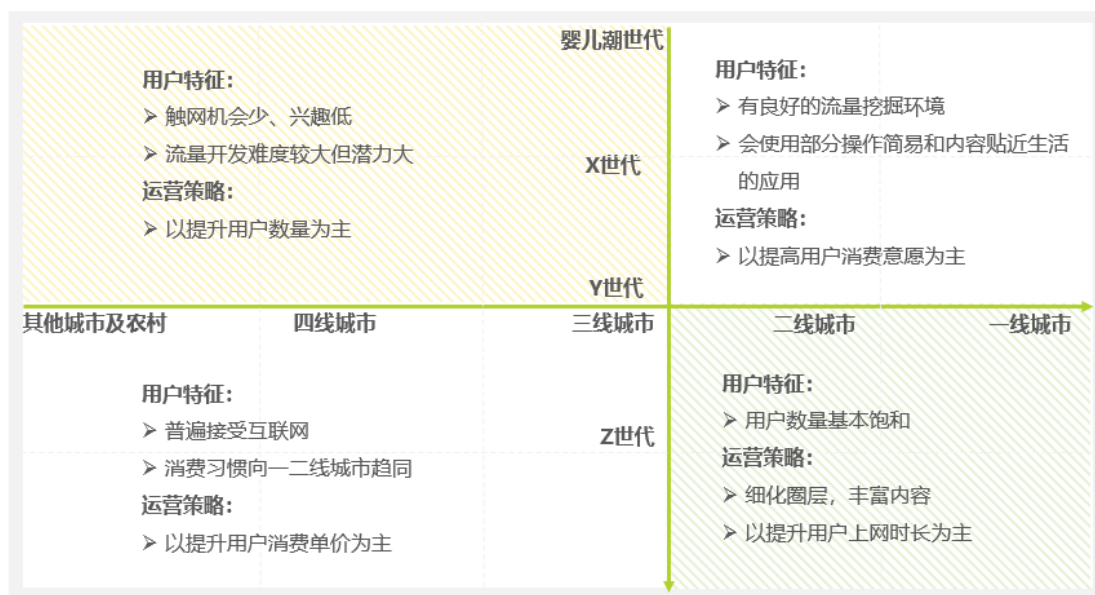 婴儿潮世代
用户特征：
➢ 触网机会少、兴趣低
➢ 流量开发难度较大但潜力大
运营策略：
➢ 以提升用户数量为主
用户特征：
➢ 有良好的流量挖掘环境
➢ 会使用部分操作简易和内容贴近生活
的应用
运营策略：
➢ 以提高用户消费意愿为主
X世代
Y世代
其他城市及农村
四线城市
三线城市
二线城市
一线城市
用户特征：
➢ 普遍接受互联网
➢ 消费习惯向一二线城市趋同
运营策略：
➢ 以提升用户消费单价为主
Z世代
用户特征：
➢ 用户数量基本饱和
运营策略：
➢ 细化圈层，丰富内容
➢ 以提升用户上网时长为主